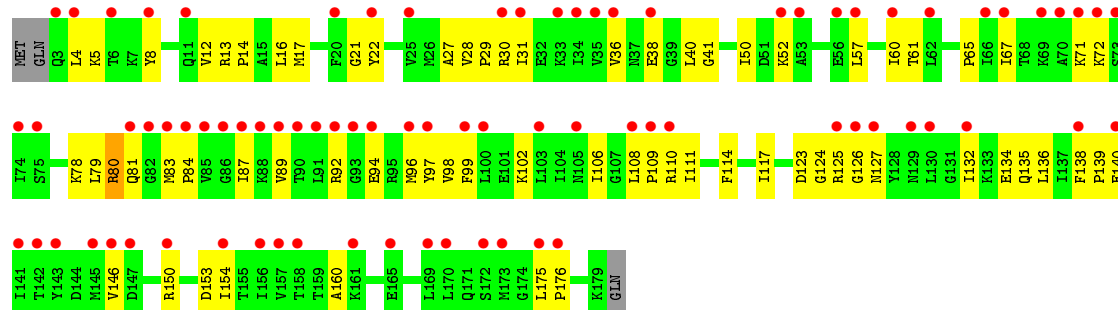 MET GLN Q3 L4 K5 T6 K7 Y8 Q11 V12 R13 P14 A15 L16 M17 F20 G21 Y22 V25 M26 A27 V28 P29 R30 I31 E32 K33 I34 V35 V36 N37 E38 G39 L40 G41 I50 D51 K52 A53 E56 L57 I60 T61 L62 P65 I66 I67 T68 K69 A70 K71 K72 S73
I74 S75 K78 L79 R80 Q81 G82 M83 P84 V85 G86 I87 K88 V89 T90 L91 R92 G93 E94 R95 M96 Y97 V98 F99 L100 E101 K102 L103 I104 N105 I106 G107 L108 P109 R110 I111 F114 I117 D123 G124 R125 G126 N127 Y128 N129 L130 G131 I132 K133 E134 Q135 L136 I137 F138 P139 E140
I141 T142 Y143 D144 M145 V146 D147 R150 D153 I154 T155 I156 V157 T158 T159 A160 K161 E165 L169 L170 Q171 S172 M173 G174 L175 P176 K179 GLN